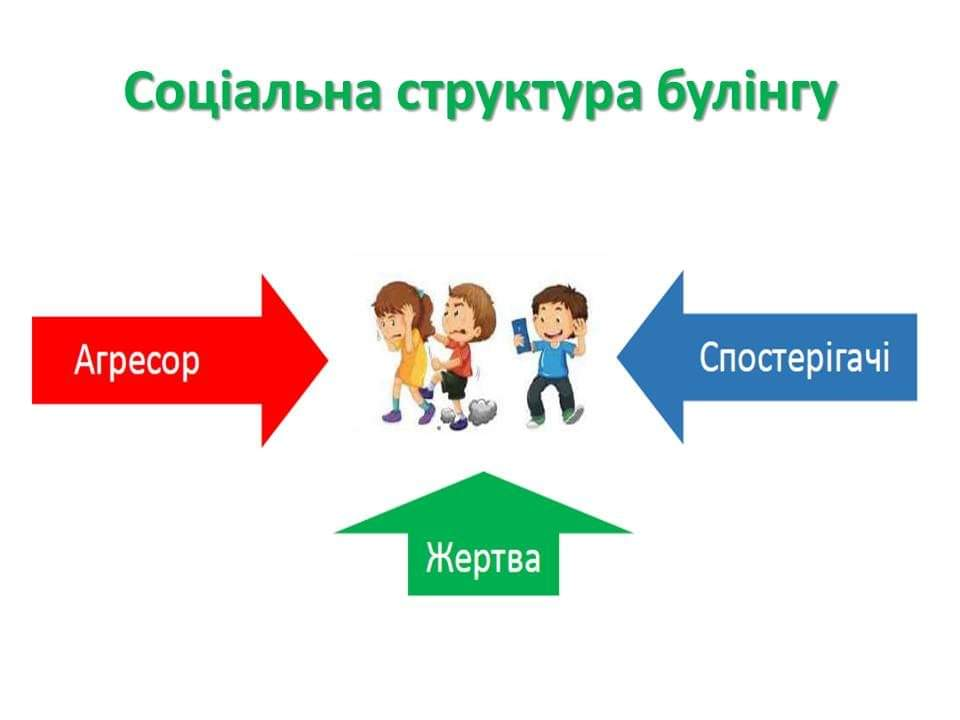 Соціальна структура булінгу
Агресор
Спостерігачі
Жертва